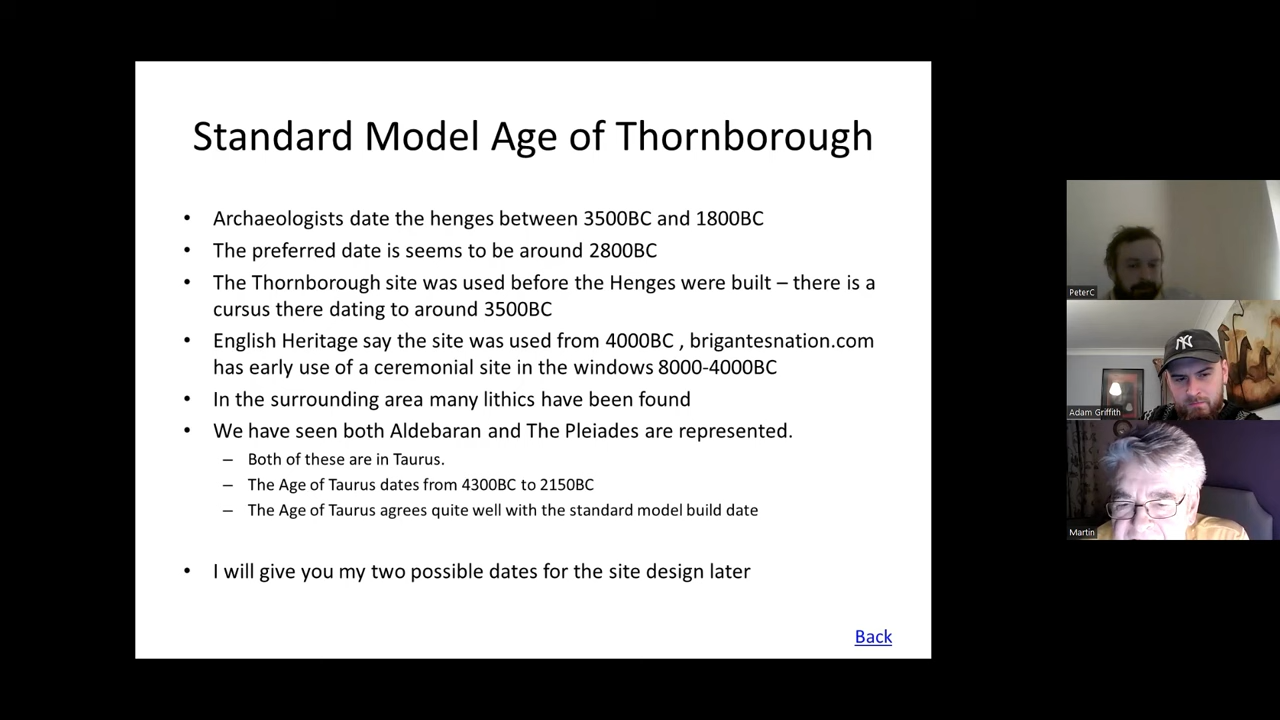 Standard Model Age of Thornborough
• Archaeologists date the henges between 3500BC and 1800BC
• The preferred date is seems to be around 2800BC
• The Thornborough site was used before the Henges were built – there is a
cursus there dating to around 3500BC
• English Heritage say the site was used from 4000BC , brigantesnation.com
has early use of a ceremonial site in the windows 8000-4000BC
• In the surrounding area many lithics have been found
• We have seen both Aldebaran and The Pleiades are represented.
– Both of these are in Taurus.
– The Age of Taurus dates from 4300BC to 2150BC
– The Age of Taurus agrees quite well with the standard model build date
• I will give you my two possible dates for the site design later
Back
PeterC
NY
Adam Griffith
Martin